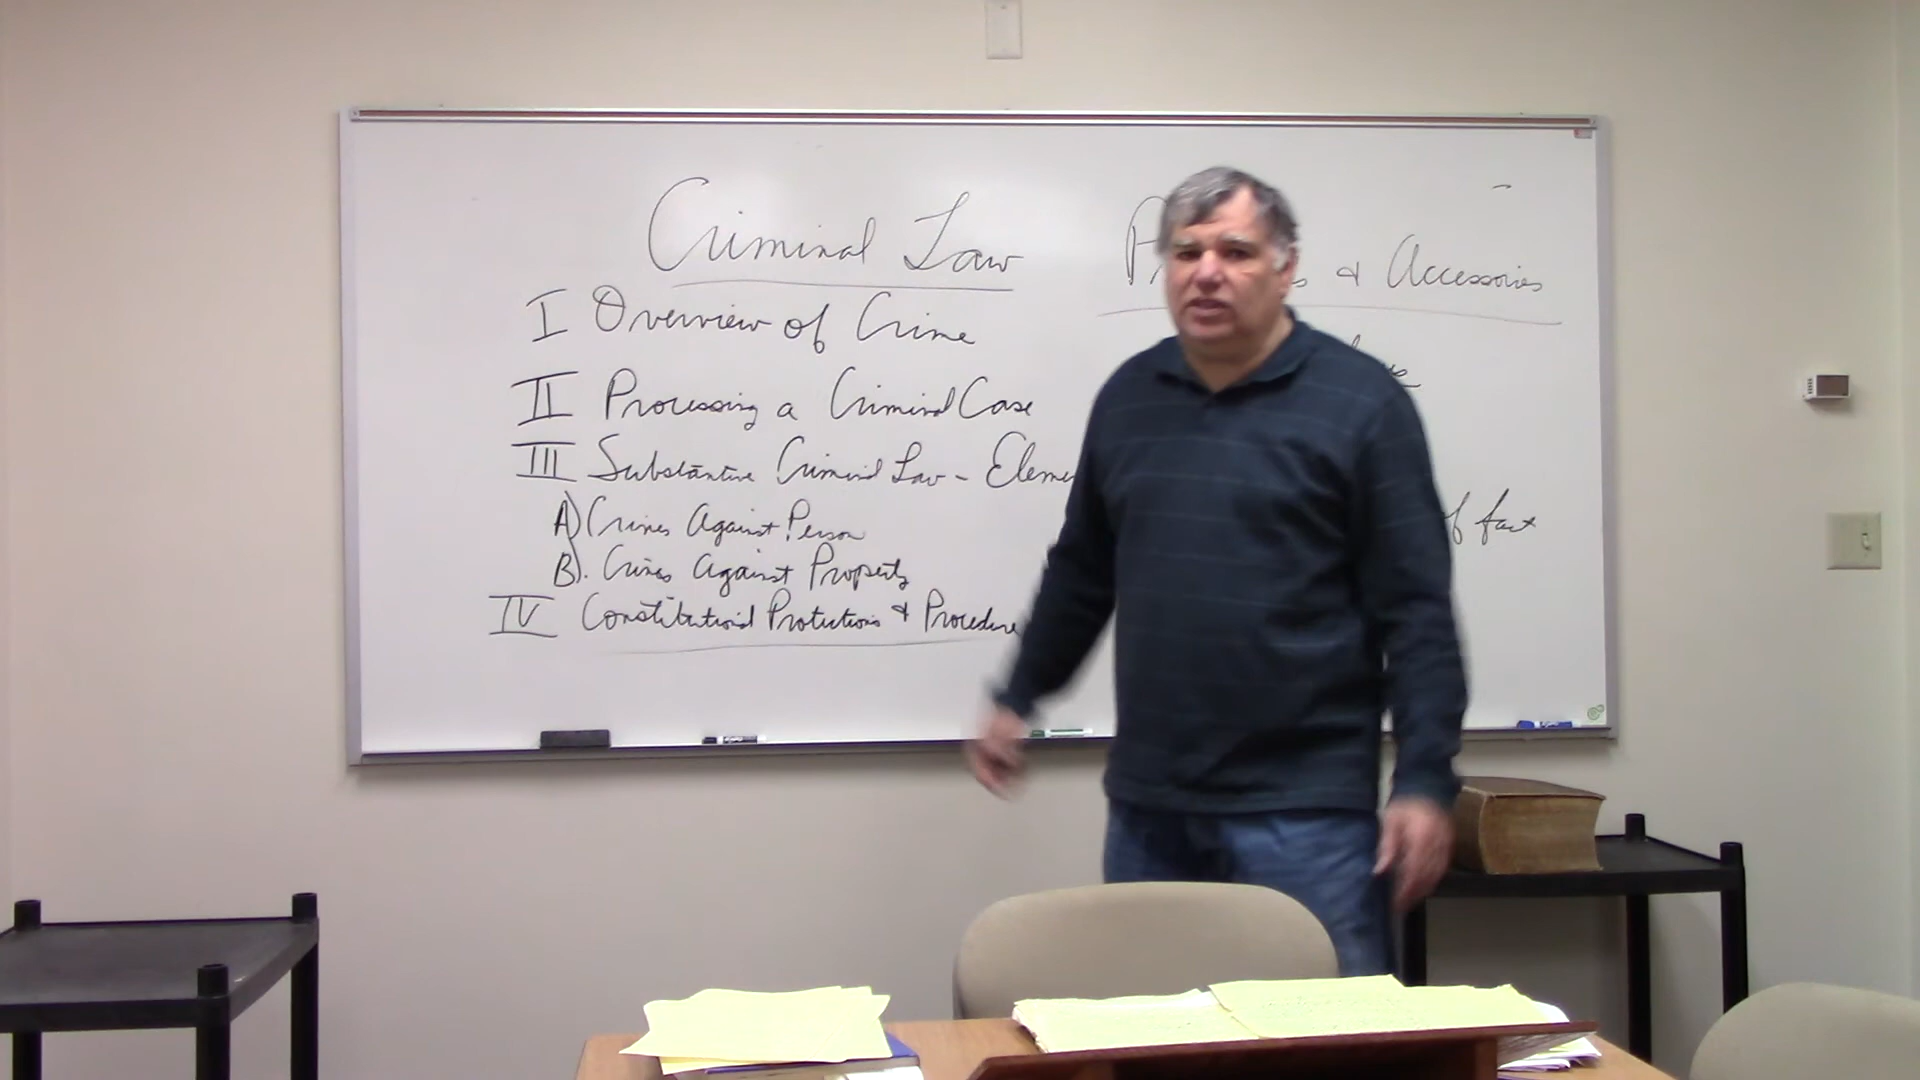 Criminal Law
I Overview of Crime
II Processing a Criminal Case
III Substantive Criminal Law - Eleme
A) Crimes Against Person
B). Crimes Against Property
IV Constitutional Protections & Procedure
& Accessories
of fact